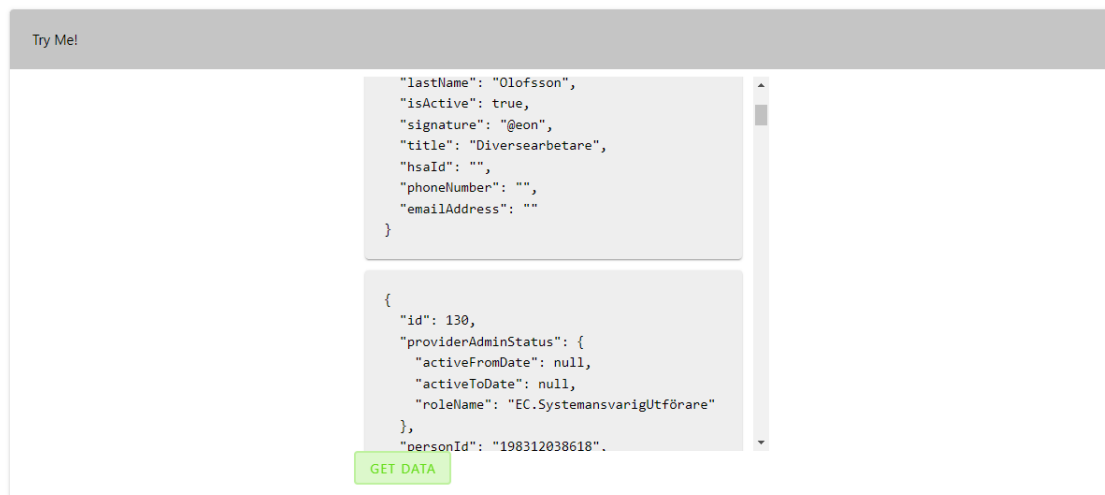 Try Me!
"lastName": "Olofsson",
"isActive": true,
"signature": "@eon",
"title": "Diversearbetare",
"hsaId": "",
"phoneNumber": "",
"emailAddress": ""
}
{
"id": 130,
"providerAdminStatus": {
"activeFromDate": null,
"activeToDate": null,
"roleName": "EC.SystemansvarigUtförare"
},
"personId": "198312038618",
GET DATA